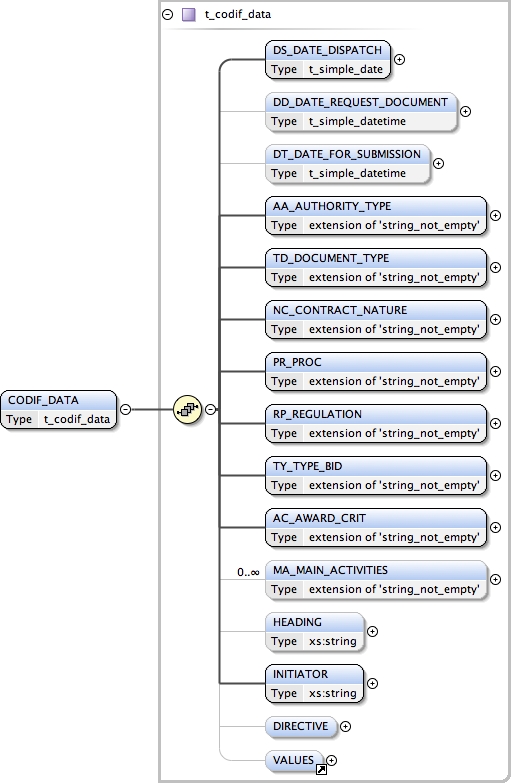 t_codif_data
DS_DATE_DISPATCH
Type t_simple_date
DD_DATE_REQUEST_DOCUMENT
Type t_simple_datetime
DT_DATE_FOR_SUBMISSION
Type t_simple_datetime
AA_AUTHORITY_TYPE
Type extension of 'string_not_empty'
TD_DOCUMENT_TYPE
Type extension of 'string_not_empty'
NC_CONTRACT_NATURE
Type extension of 'string_not_empty'
PR_PROC
Type extension of 'string_not_empty'
CODIF_DATA
Type t_codif_data
RP_REGULATION
Type extension of 'string_not_empty'
TY_TYPE_BID
Type extension of 'string_not_empty'
AC_AWARD_CRIT
Type extension of 'string_not_empty'
0..∞
MA_MAIN_ACTIVITIES
Type extension of 'string_not_empty'
HEADING
Type xs:string
INITIATOR
Type xs:string
DIRECTIVE
VALUES